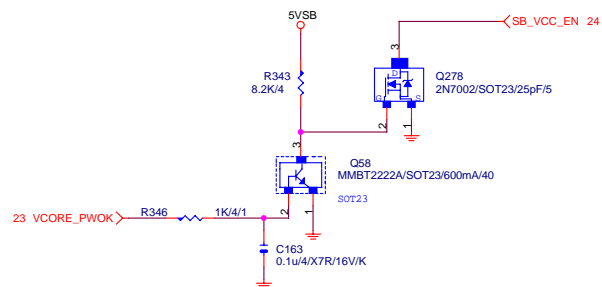 5VSB
SB_VCC_EN 24
3
D
R343
8.2K/4
Q278
2N7002/SOT23/25pF/5
G
S
2
1
3
Q58
MMBT2222A/SOT23/600mA/40
SOT23
23 VCORE_PWOK
R346
1K/4/1
2
1
C163
0.1u/4/X7R/16V/K